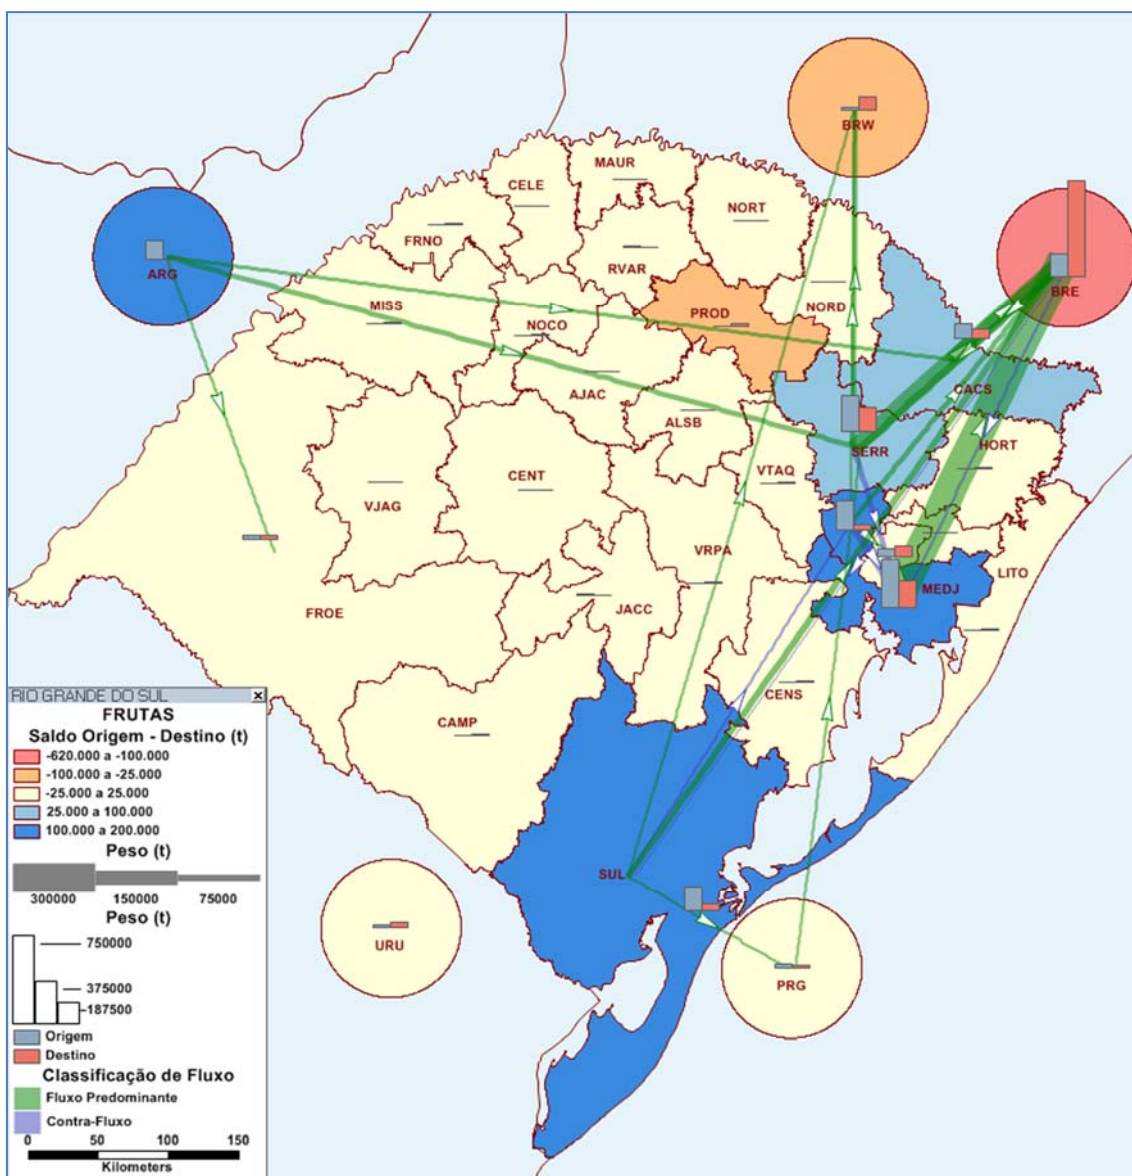 BRW
MAUR
CELE
NORT
FRNO
RVAR
ARG
BRE
MISS
NORD
PROD
NOCO
CACS
AJAC
ALSB
SERR
HORT
CENT
VTAQ
VJAG
VRPA
LITO
MEDJ
FROE
JACC
CENS
CAMP
SUL
URU
PRG
RIO GRANDE DO SUL
FRUTAS
Saldo Origem - Destino (t)
-620.000 a -100.000
-100.000 a -25.000
-25.000 a 25.000
25.000 a 100.000
100.000 a 200.000
Peso (t)
300000 150000 75000
Peso (t)
750000
375000
187500
Origem
Destino
Classificação de Fluxo
Fluxo Predominante
Contra-Fluxo
0 50 100 150
Kilometers